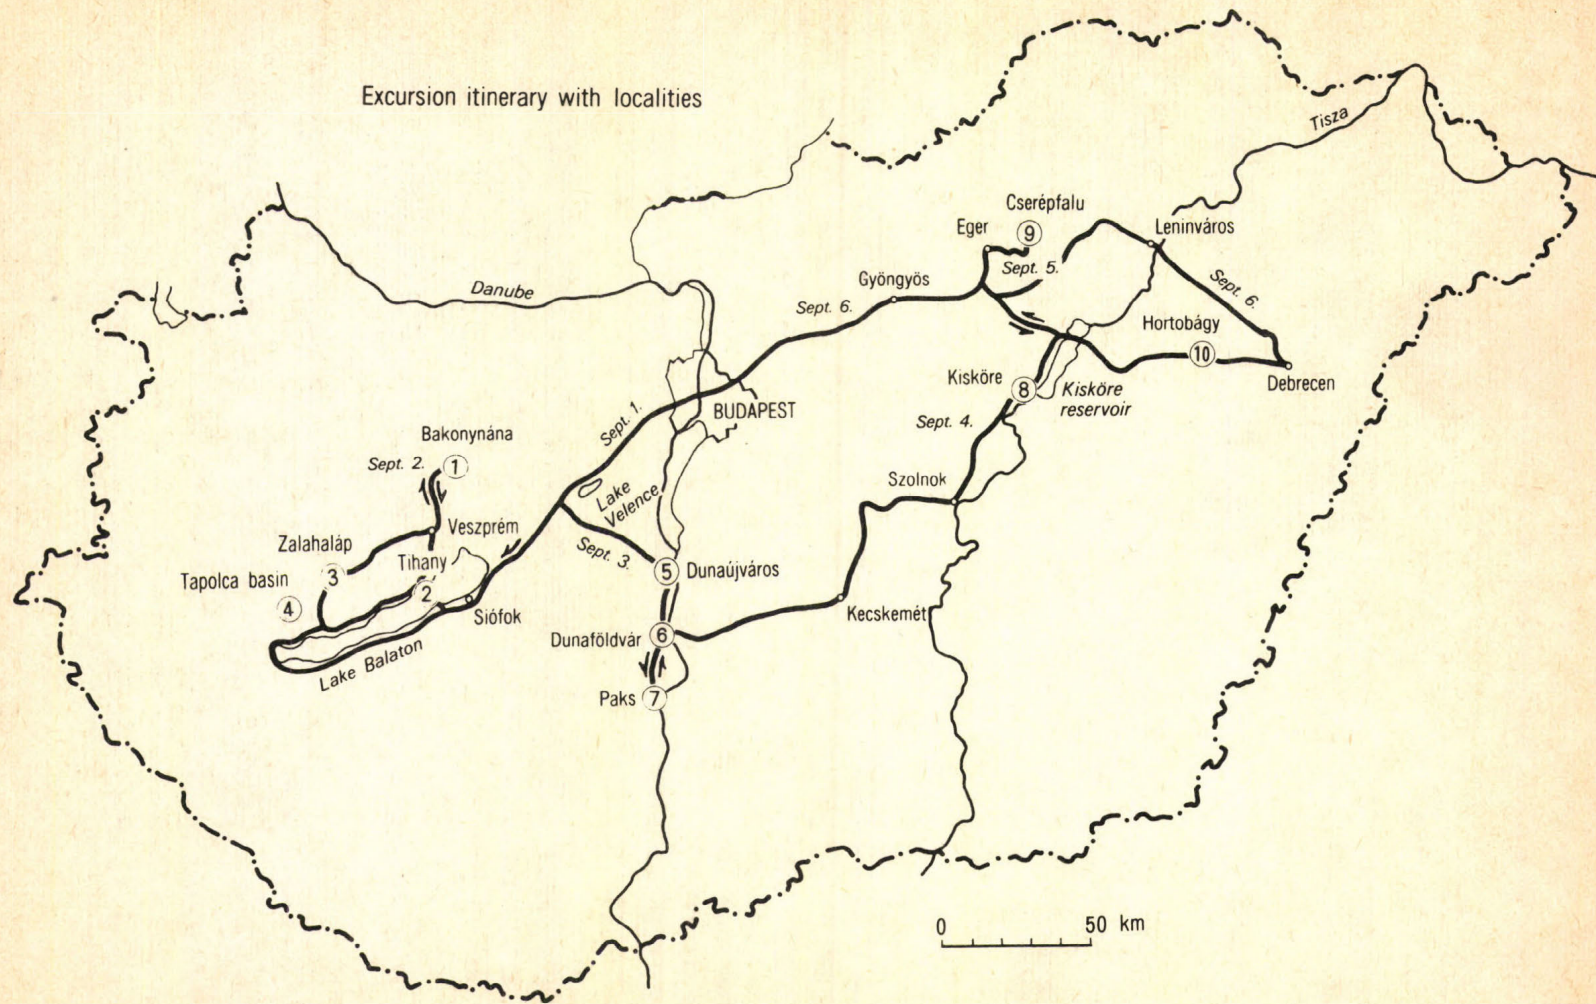 Excursion itinerary with localities
Tisza
Cserépfalu
Eger
9
Leninváros
Sept. 5.
Gyöngyös
Sept. 6.
Danube
Sept. 6.
Hortobágy
10
Debrecen
Kisköre
8
Kisköre
reservoir
BUDAPEST
Sept. 1.
Sept. 4.
Bakonynána
Sept. 2.
1
Szolnok
Lake
Velence
Veszprém
Zalahaláp
3
Sept. 3.
Tihany
2
Tapolca basin
4
5
Dunaújváros
Siófok
Kecskemét
Dunaföldvár
6
Lake Balaton
Paks
7
0
50 km